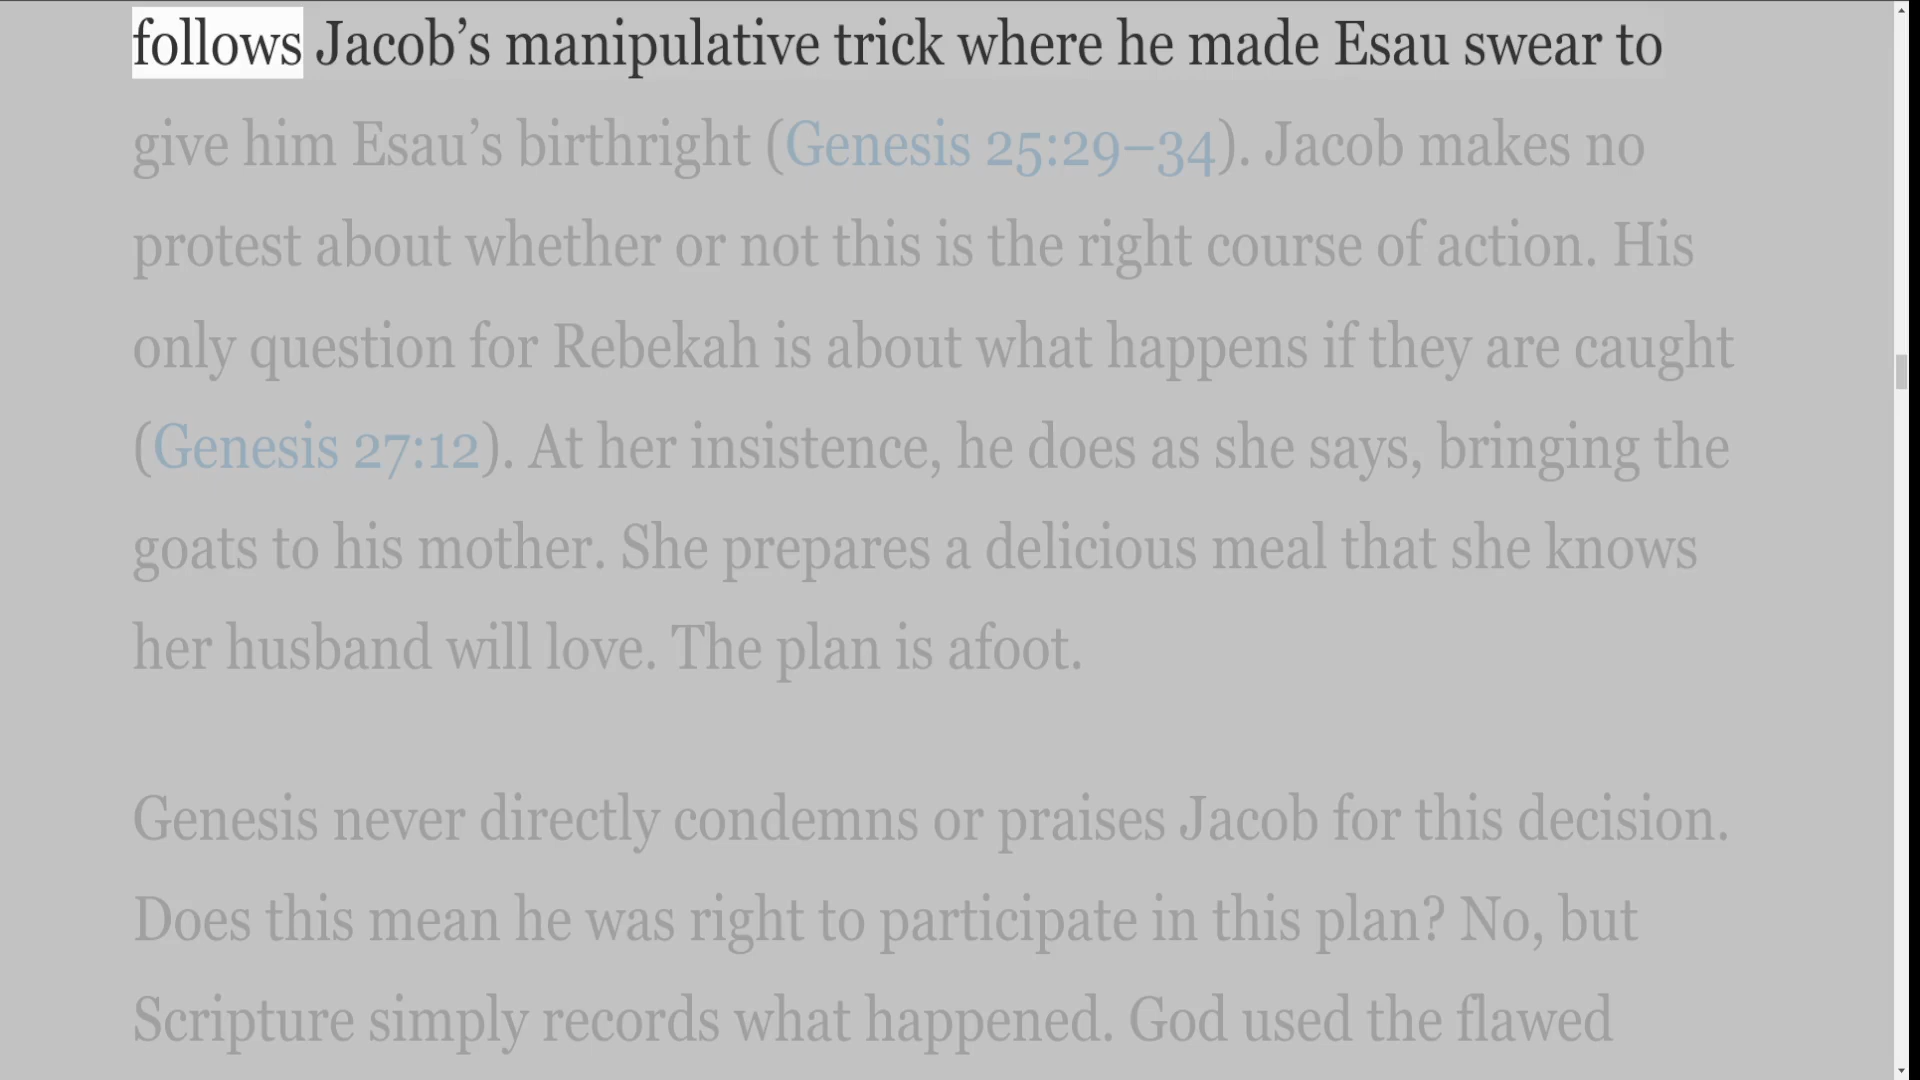 follows Jacob’s manipulative trick where he made Esau swear to
give him Esau’s birthright (Genesis 25:29–34). Jacob makes no
protest about whether or not this is the right course of action. His
only question for Rebekah is about what happens if they are caught
(Genesis 27:12). At her insistence, he does as she says, bringing the
goats to his mother. She prepares a delicious meal that she knows
her husband will love. The plan is afoot.
Genesis never directly condemns or praises Jacob for this decision.
Does this mean he was right to participate in this plan? No, but
Scripture simply records what happened. God used the flawed